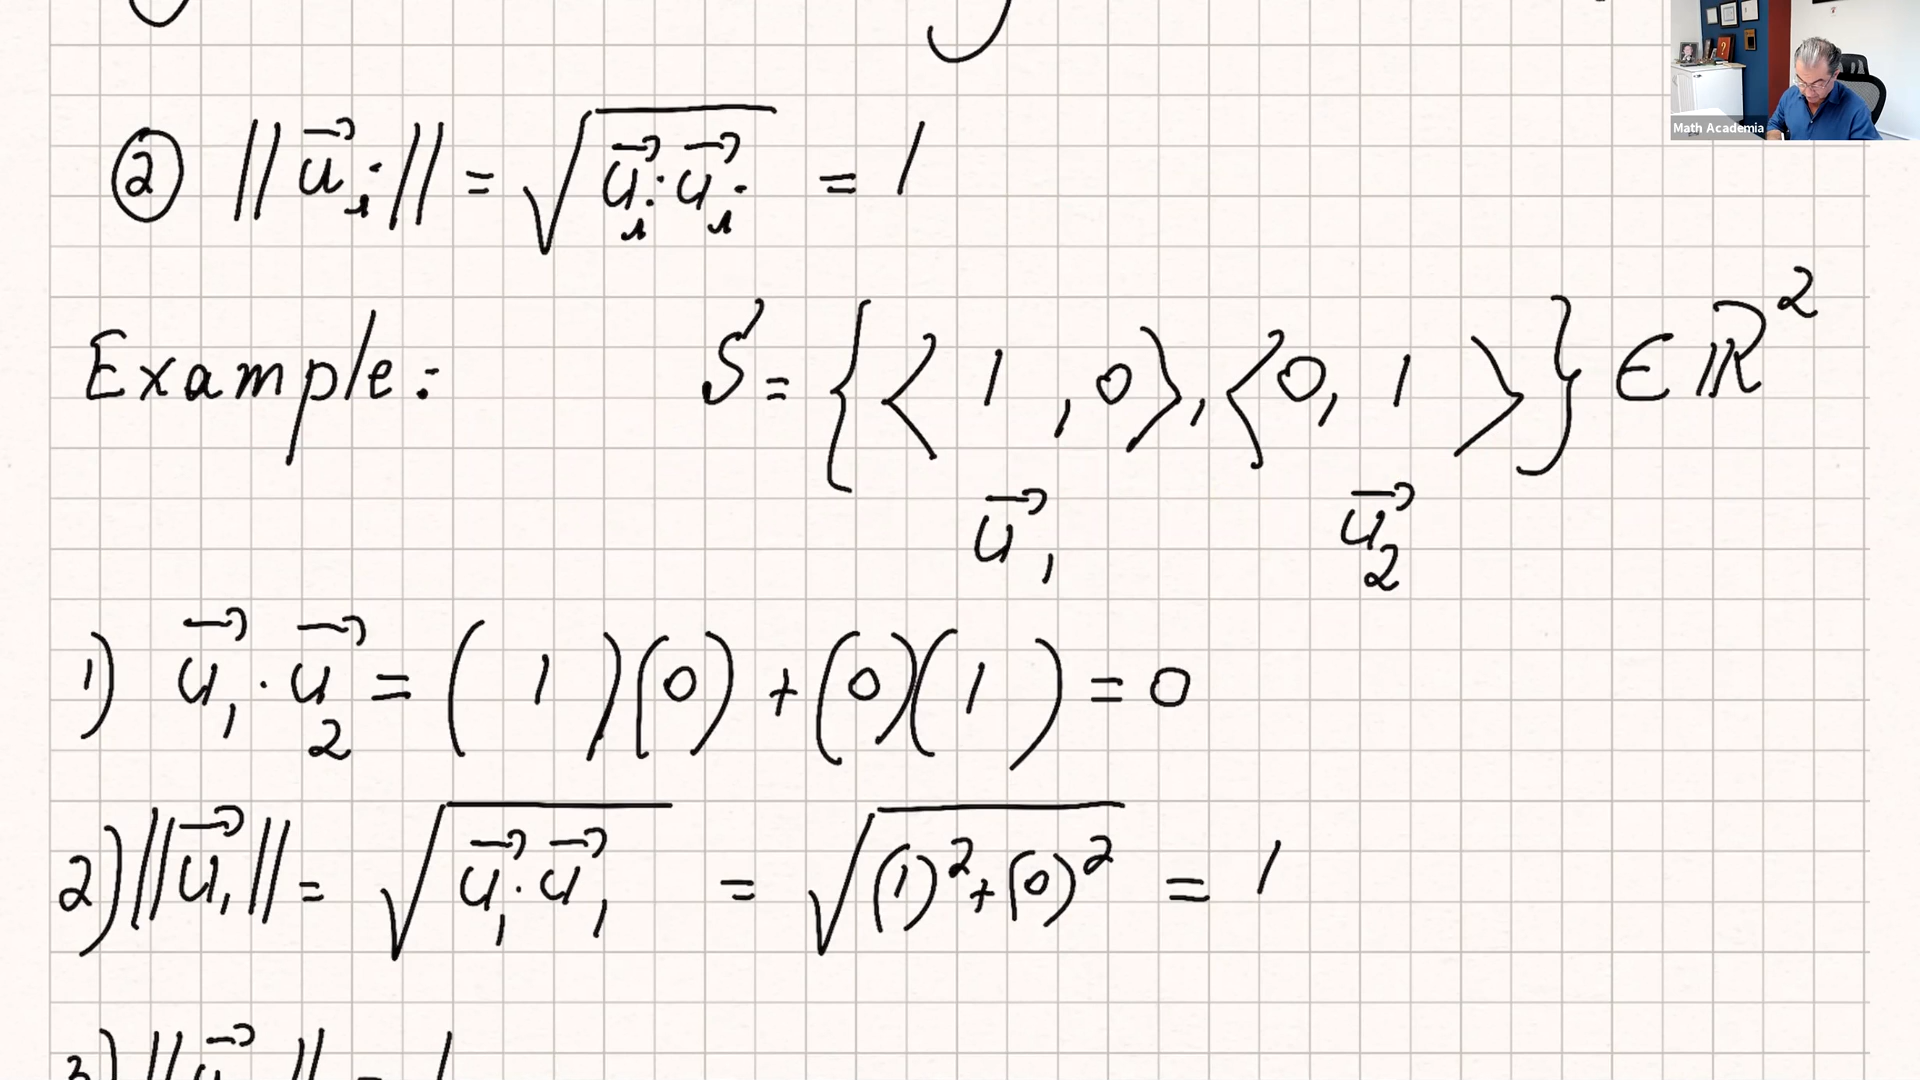 Math Academia
② ||u⃗ᵢ|| = √(u⃗ᵢ · u⃗ᵢ) = 1
Example: S = {<1, 0>, <0, 1>} ∈ ℝ²
u⃗₁ u⃗₂
1) u⃗₁ · u⃗₂ = (1)(0) + (0)(1) = 0
2) ||u⃗₁|| = √(u⃗₁ · u⃗₁) = √((1)² + (0)²) = 1